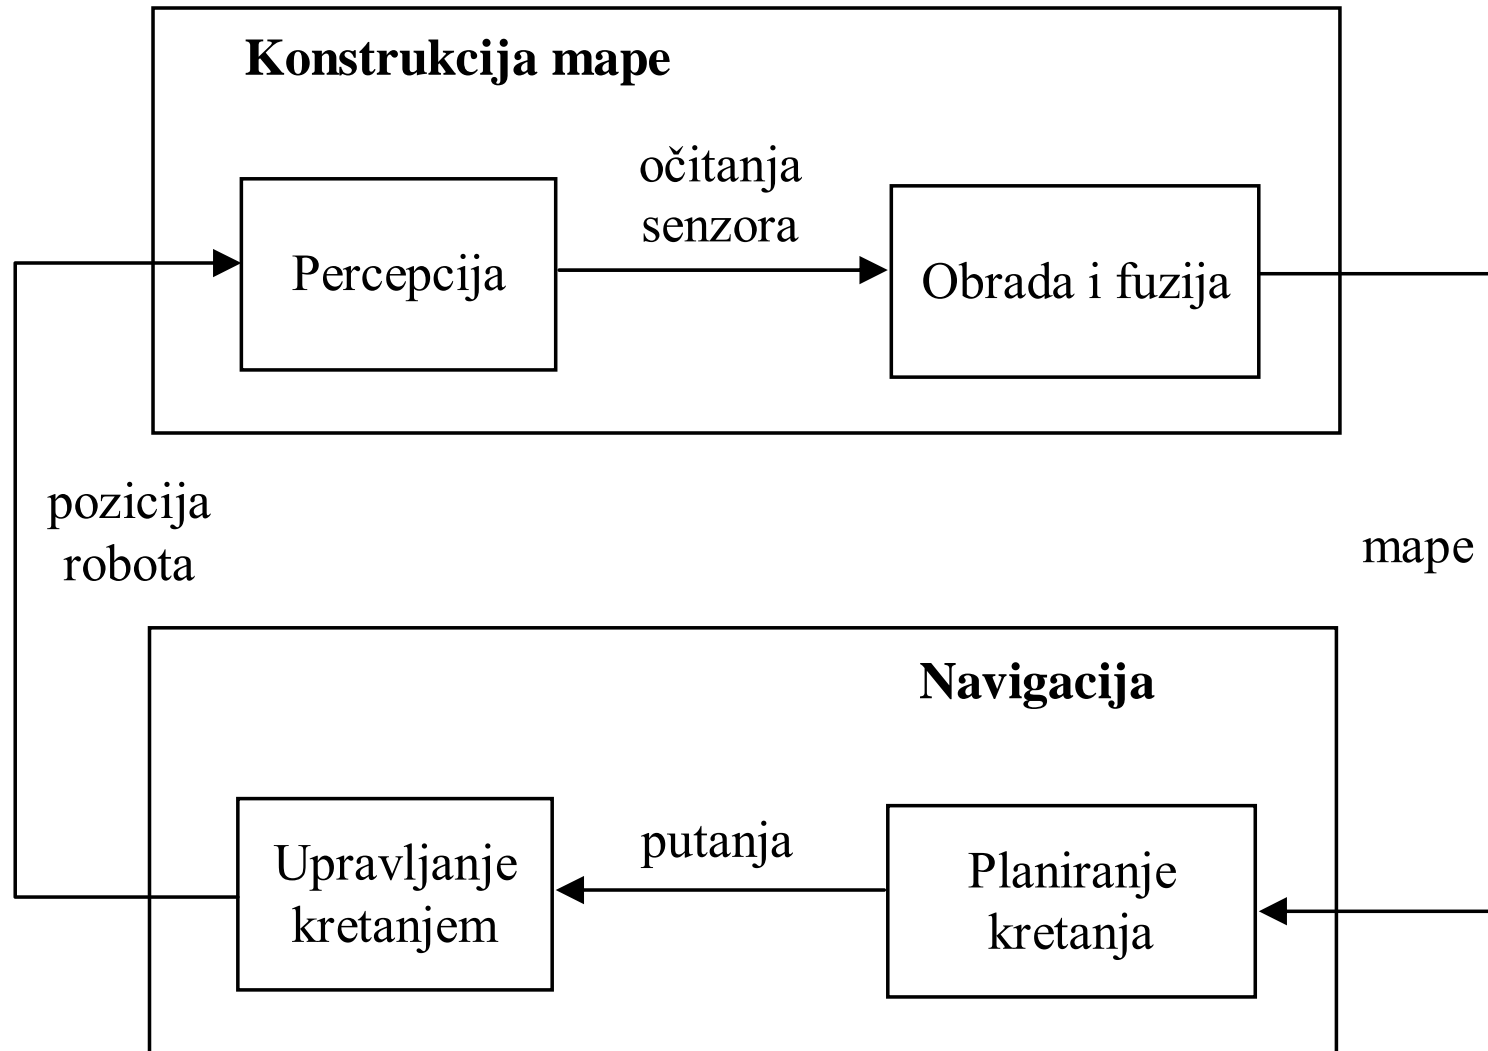 Konstrukcija mape
očitanja
senzora
Percepcija
Obrada i fuzija
pozicija
robota
mape
Navigacija
putanja
Upravljanje
kretanjem
Planiranje
kretanja